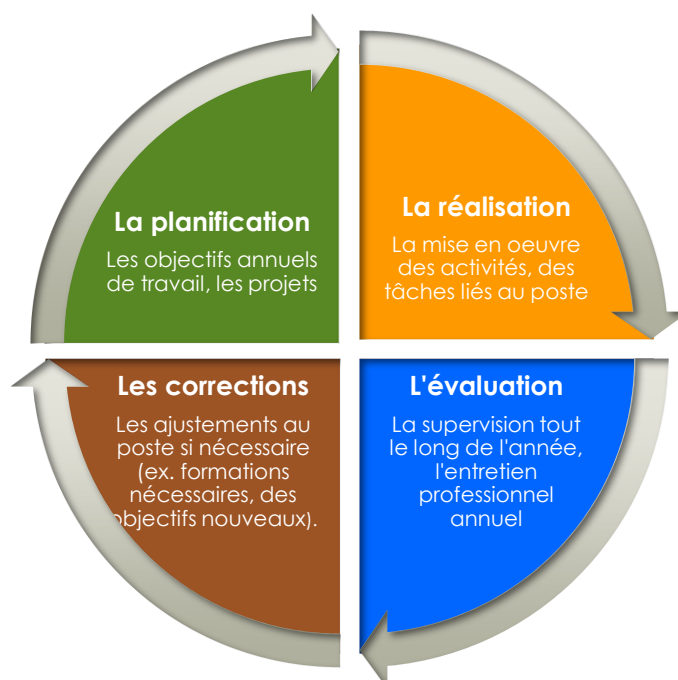 La planification
Les objectifs annuels
de travail, les projets
La réalisation
La mise en oeuvre
des activités, des
tâches liés au poste
L'évaluation
La supervision tout
le long de l'année,
l'entretien
professionnel
annuel
Les corrections
Les ajustements au
poste si nécessaire
(ex. formations
nécessaires, des
objectifs nouveaux).